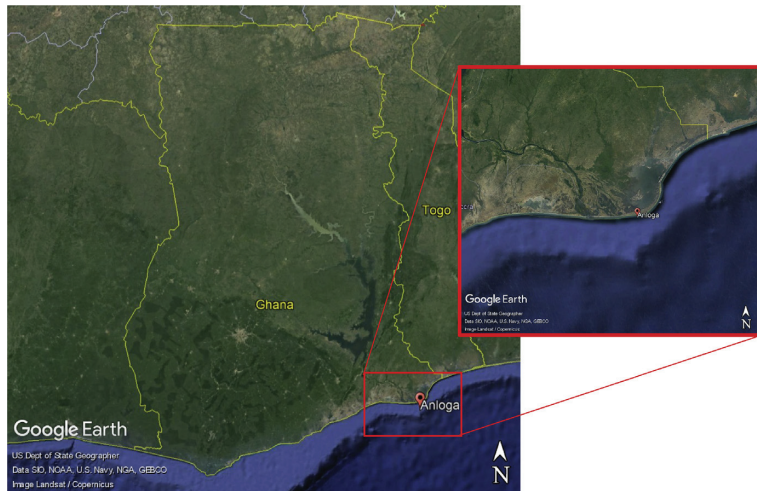 Togo
Ghana
Anloga
Google Earth
US Dept of State Geographer
Data SIO, NOAA, U.S. Navy, NGA, GEBCO
Image Landsat / Copernicus
N
Anloga
Google Earth
US Dept of State Geographer
Data SIO, NOAA, U.S. Navy, NGA, GEBCO
Image Landsat / Copernicus
N